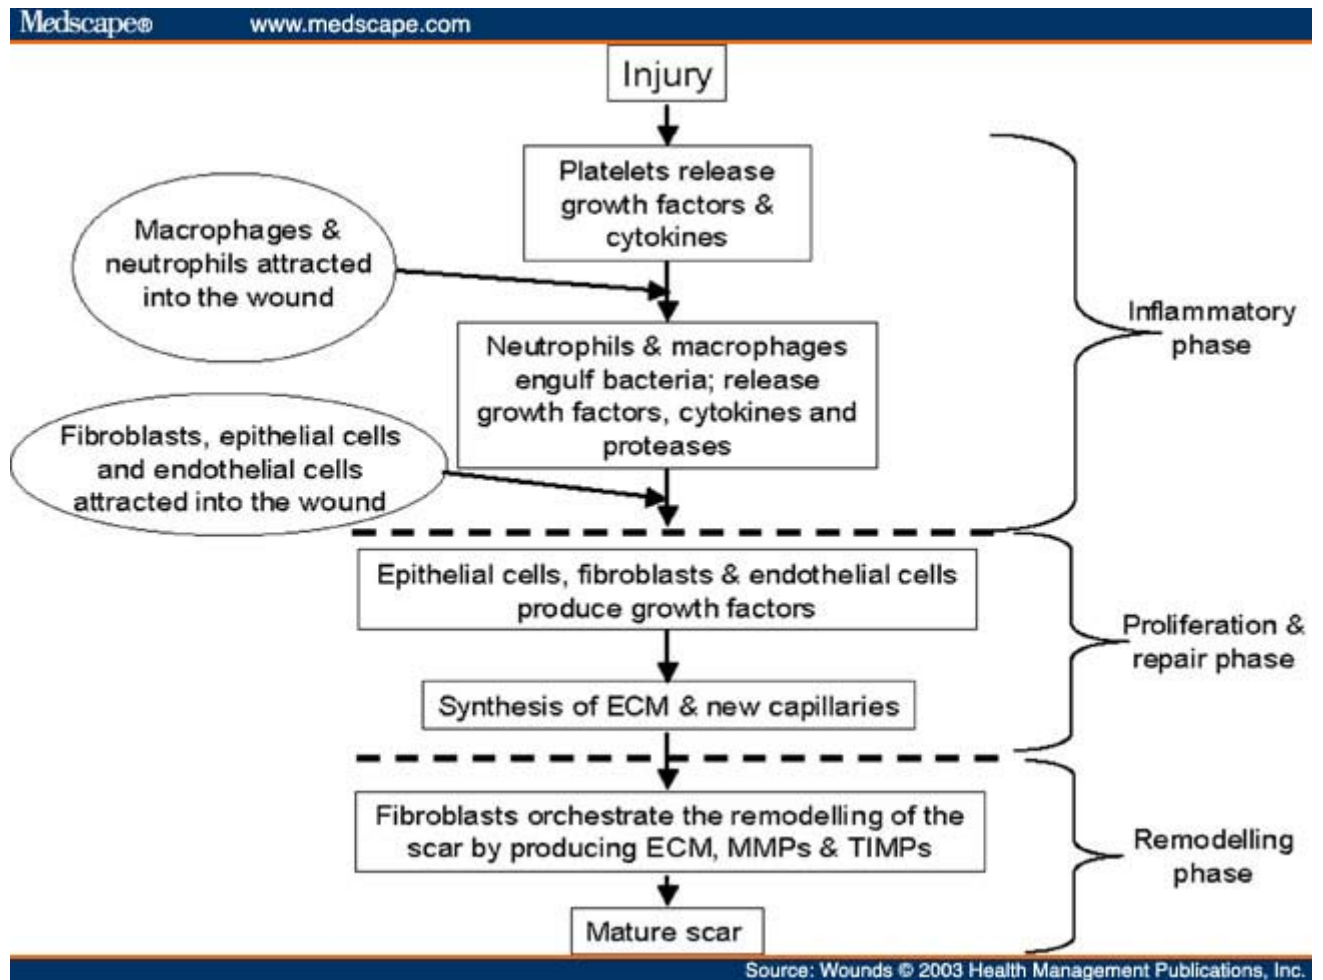 Medscape® www.medscape.com
Injury
Platelets release
growth factors &
cytokines
Macrophages &
neutrophils attracted
into the wound
Neutrophils & macrophages
engulf bacteria; release
growth factors, cytokines and
proteases
Inflammatory
phase
Fibroblasts, epithelial cells
and endothelial cells
attracted into the wound
Epithelial cells, fibroblasts & endothelial cells
produce growth factors
Synthesis of ECM & new capillaries
Proliferation &
repair phase
Fibroblasts orchestrate the remodelling of the
scar by producing ECM, MMPs & TIMPs
Mature scar
Remodelling
phase
Source: Wounds © 2003 Health Management Publications, Inc.